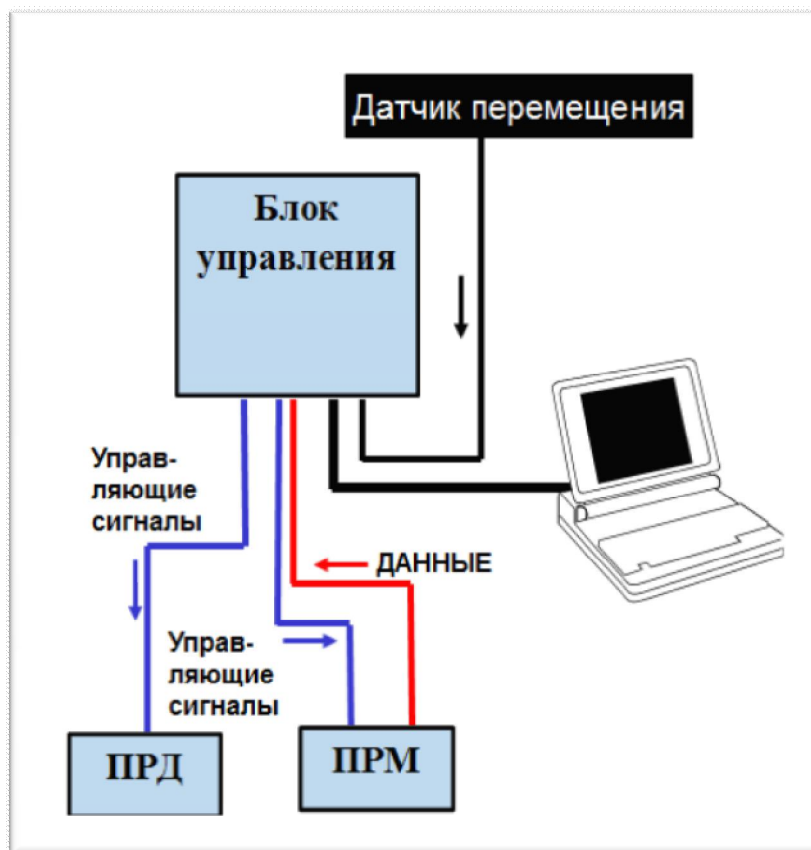 Датчик перемещения
Блок
управления
Управ-
ляющие
сигналы
ДАННЫЕ
Управ-
ляющие
сигналы
ПРД
ПРМ